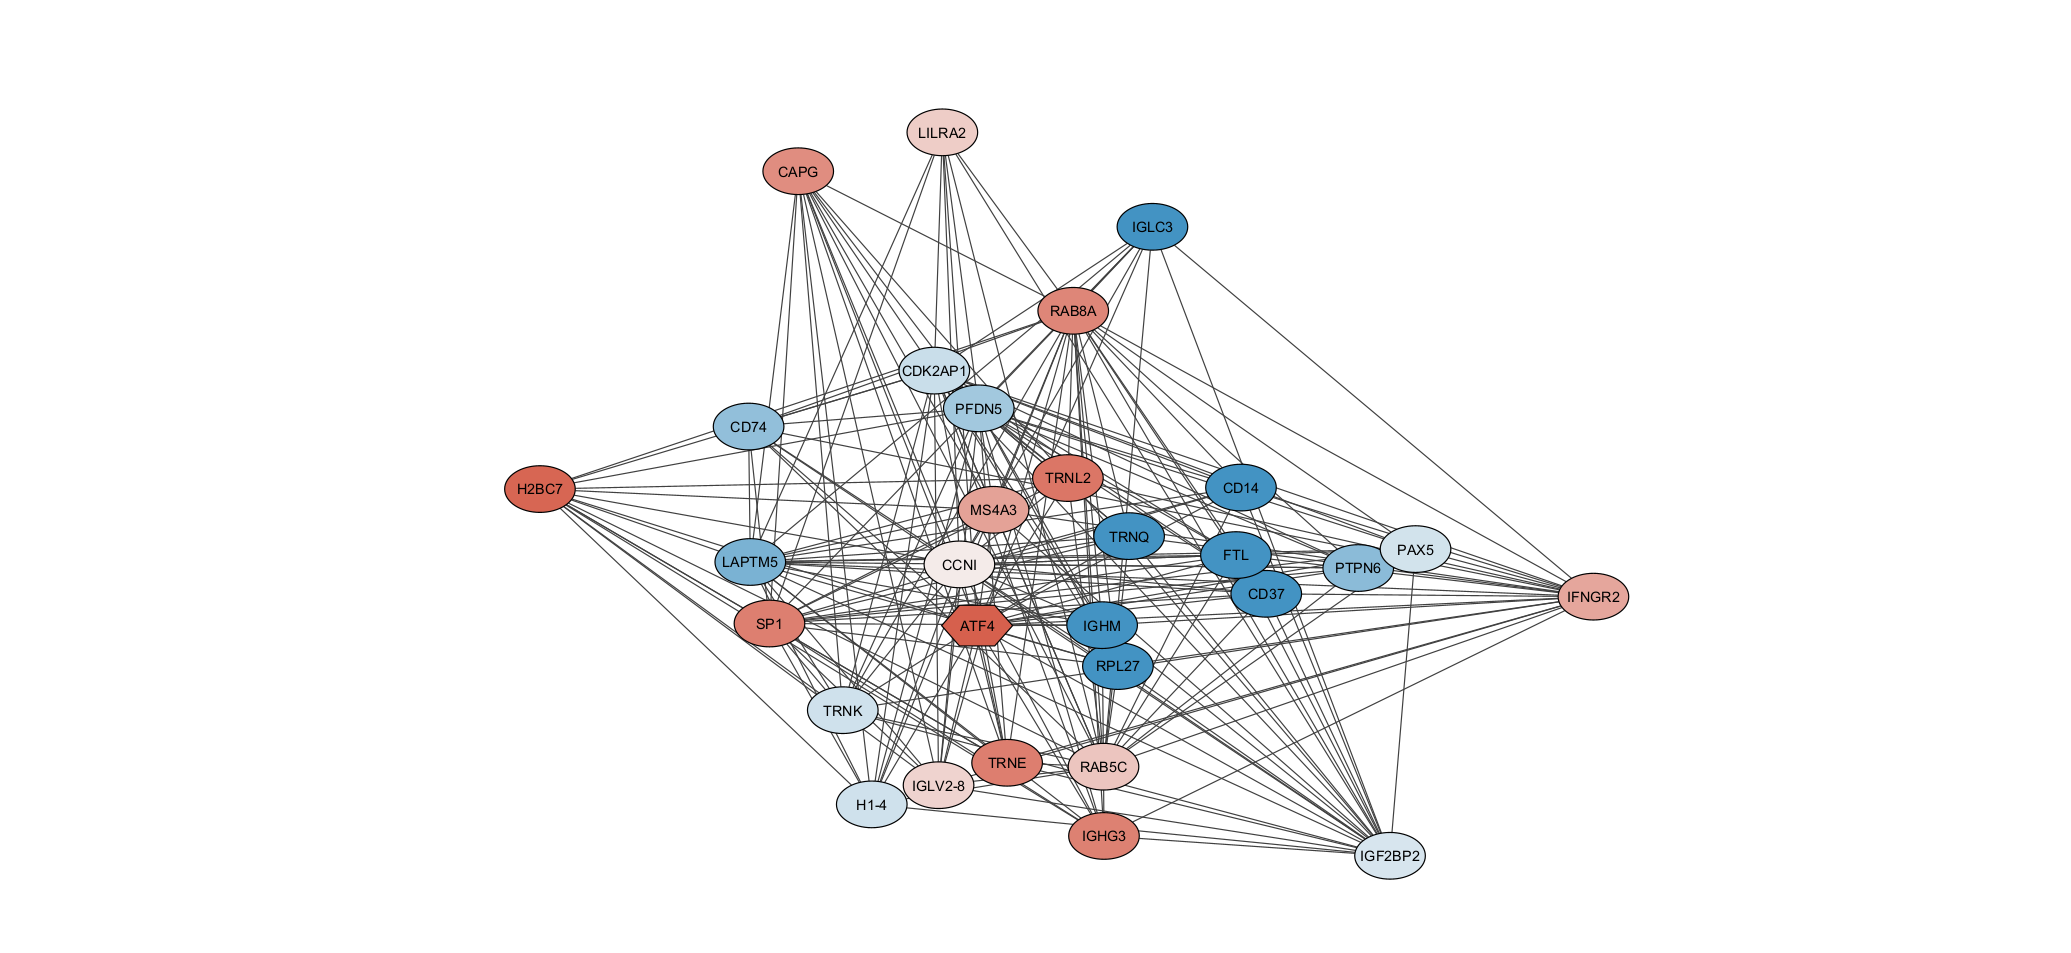 LILRA2
CAPG
IGLC3
RAB8A
CDK2AP1
PFDN5
CD74
TRNL2
CD14
H2BC7
MS4A3
TRNQ
PAX5
FTL
LAPTM5
CCNI
PTPN6
CD37
IFNGR2
SP1
ATF4
IGHM
RPL27
TRNK
TRNE
RAB5C
IGLV2-8
H1-4
IGHG3
IGF2BP2